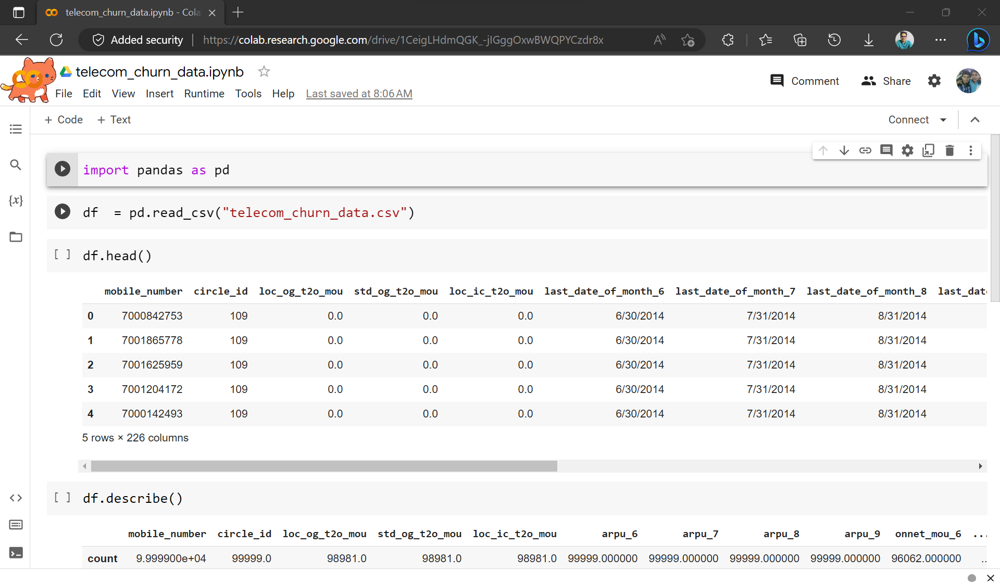 telecom_churn_data.ipynb - Cola
Added security | https://colab.research.google.com/drive/1CeigLHdmQGK_-jIGggOxwBWQPYCzdr8x
telecom_churn_data.ipynb
File Edit View Insert Runtime Tools Help Last saved at 8:06 AM
Comment Share
+ Code + Text
Connect
import pandas as pd
df  = pd.read_csv("telecom_churn_data.csv")
[ ] df.head()
mobile_number circle_id loc_og_t2o_mou std_og_t2o_mou loc_ic_t2o_mou last_date_of_month_6 last_date_of_month_7 last_date_of_month_8 last_dat
0 7000842753 109 0.0 0.0 0.0 6/30/2014 7/31/2014 8/31/2014
1 7001865778 109 0.0 0.0 0.0 6/30/2014 7/31/2014 8/31/2014
2 7001625959 109 0.0 0.0 0.0 6/30/2014 7/31/2014 8/31/2014
3 7001204172 109 0.0 0.0 0.0 6/30/2014 7/31/2014 8/31/2014
4 7000142493 109 0.0 0.0 0.0 6/30/2014 7/31/2014 8/31/2014
5 rows × 226 columns
[ ] df.describe()
mobile_number circle_id loc_og_t2o_mou std_og_t2o_mou loc_ic_t2o_mou arpu_6 arpu_7 arpu_8 arpu_9 onnet_mou_6 ...
count 9.999900e+04 99999.0 98981.0 98981.0 98981.0 99999.000000 99999.000000 99999.000000 99999.000000 96062.000000 ..